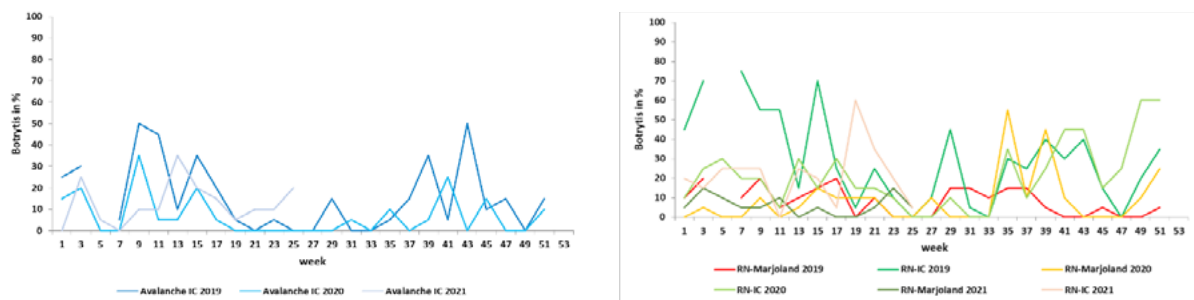 100
90
80
70
60
50
40
30
20
10
0
Botrytis in %
1 3 5 7 9 11 13 15 17 19 21 23 25 27 29 31 33 35 37 39 41 43 45 47 49 51 53
week
Avalanche IC 2019 Avalanche IC 2020 Avalanche IC 2021
100
90
80
70
60
50
40
30
20
10
0
Botrytis in %
1 3 5 7 9 11 13 15 17 19 21 23 25 27 29 31 33 35 37 39 41 43 45 47 49 51 53
week
RN-Marjoland 2019 RN-IC 2019 RN-Marjoland 2020
RN-IC 2020 RN-Marjoland 2021 RN-IC 2021